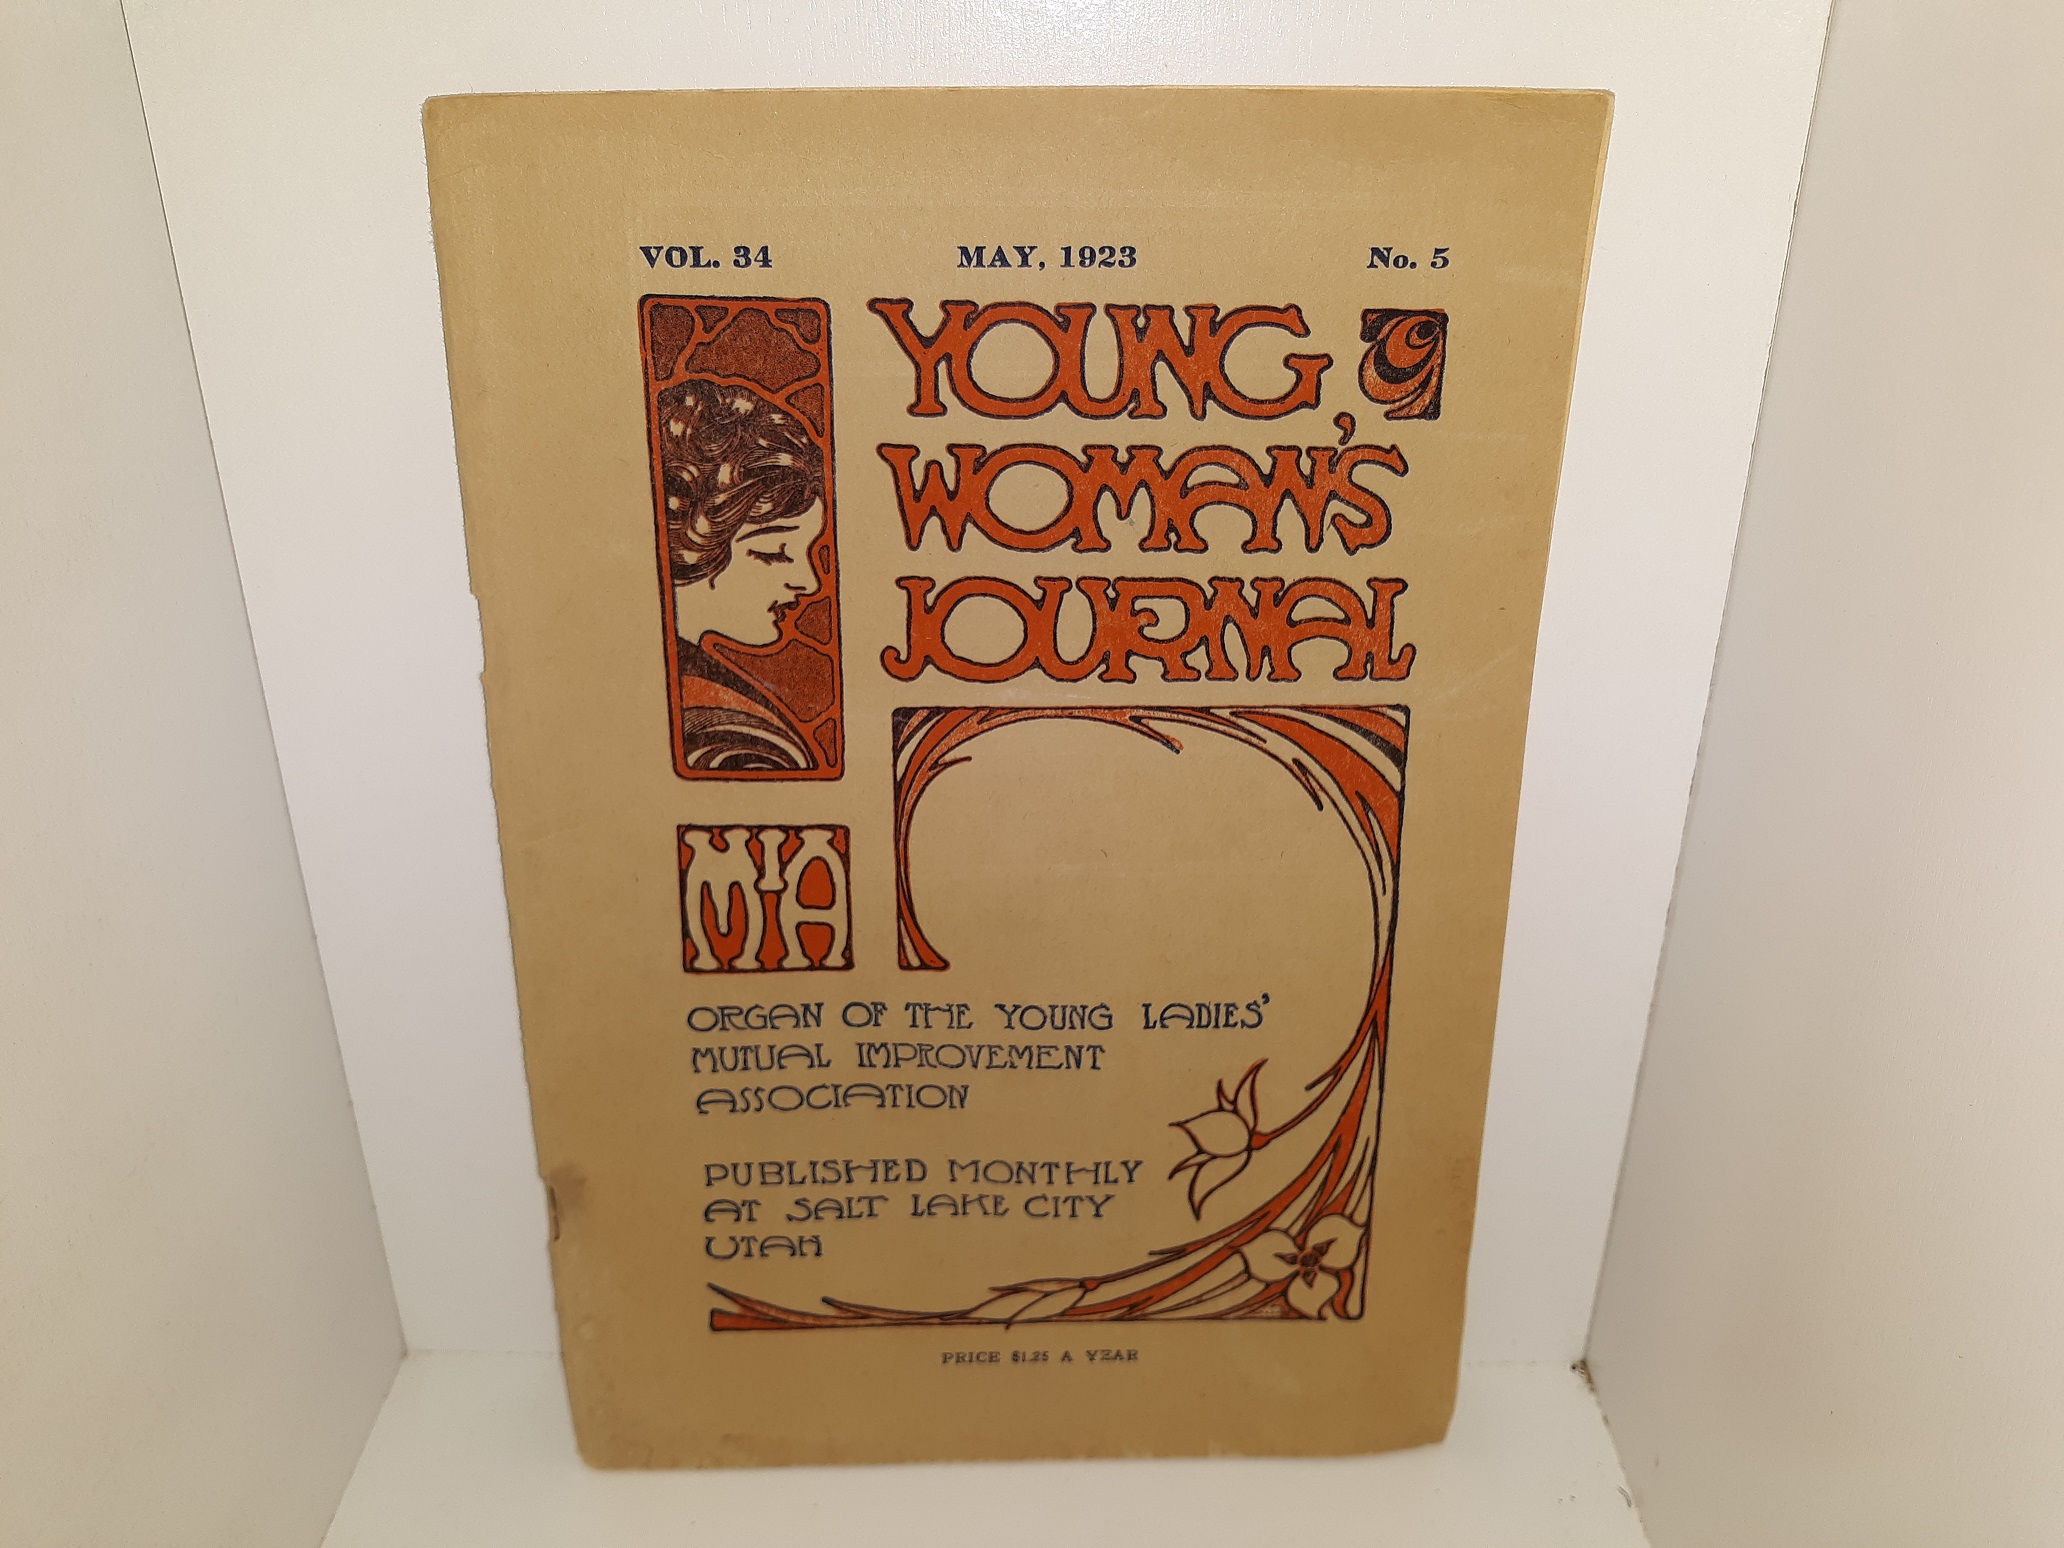 VOL. 34 MAY, 1923 No. 5
YOUNG
WOMAN'S
JOURNAL
MIA
ORGAN OF THE YOUNG LADIES'
MUTUAL IMPROVEMENT
ASSOCIATION
PUBLISHED MONTHLY
AT SALT LAKE CITY
UTAH
PRICE $1.25 A YEAR